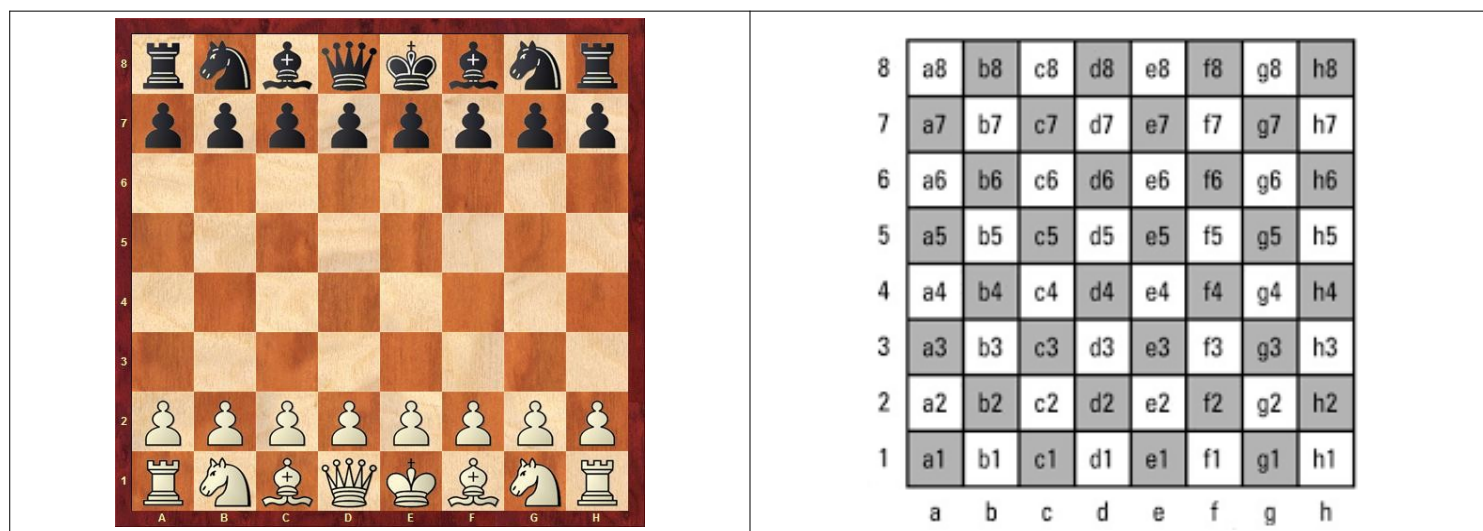 8
7
6
5
4
3
2
1
A B C D E F G H
8 a8 b8 c8 d8 e8 f8 g8 h8
7 a7 b7 c7 d7 e7 f7 g7 h7
6 a6 b6 c6 d6 e6 f6 g6 h6
5 a5 b5 c5 d5 e5 f5 g5 h5
4 a4 b4 c4 d4 e4 f4 g4 h4
3 a3 b3 c3 d3 e3 f3 g3 h3
2 a2 b2 c2 d2 e2 f2 g2 h2
1 a1 b1 c1 d1 e1 f1 g1 h1
a b c d e f g h